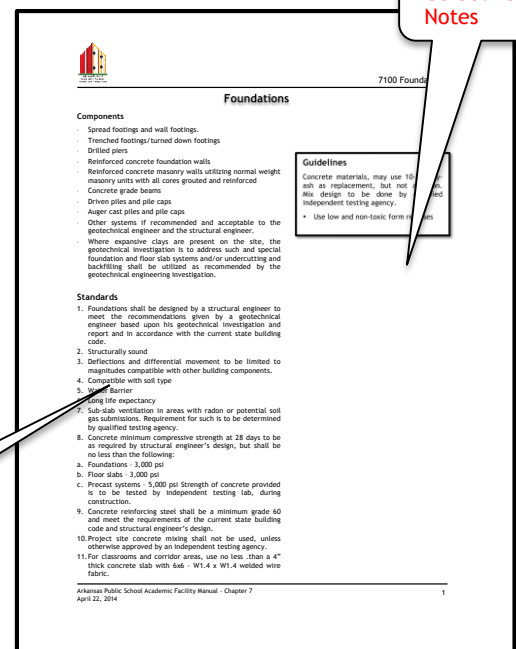 Notes
7100 Founda
Foundations
Components
Spread footings and wall footings.
Trenched footings/turned down footings
Drilled piers
Reinforced concrete foundation walls
Reinforced concrete masonry walls utilizing normal weight
masonry units with all cores grouted and reinforced
Concrete grade beams
Driven piles and pile caps
Auger cast piles and pile caps
Other systems if recommended and acceptable to the
geotechnical engineer and the structural engineer.
Where expansive clays are present on the site, the
geotechnical investigation is to address such and special
foundation and floor slab systems and/or undercutting and
backfilling shall be utilized as recommended by the
geotechnical engineering investigation.
Guidelines
Concrete materials, may use 10-
ash as replacement, but not
Mix design to be done by
independent testing agency.
• Use low and non-toxic form
Standards
1. Foundations shall be designed by a structural engineer to
meet the recommendations given by a geotechnical
engineer based upon his geotechnical investigation and
report and in accordance with the current state building
code.
2. Structurally sound
3. Deflections and differential movement to be limited to
magnitudes compatible with other building components.
4. Compatible with soil type
5. Water Barrier
Long life expectancy
7. Sub-slab ventilation in areas with radon or potential soil
gas submissions. Requirement for such is to be determined
by qualified testing agency.
8. Concrete minimum compressive strength at 28 days to be
as required by structural engineer's design, but shall be
no less than the following:
a. Foundations - 3,000 psi
b. Floor slabs - 3,000 psi
c. Precast systems - 5,000 psi Strength of concrete provided
is to be tested by independent testing lab, during
construction.
9. Concrete reinforcing steel shall be a minimum grade 60
and meet the requirements of the current state building
code and structural engineer's design.
10. Project site concrete mixing shall not be used, unless
otherwise approved by an independent testing agency.
11. For classrooms and corridor areas, use no less .than a 4"
thick concrete slab with 6x6 - W1.4 x W1.4 welded wire
fabric.
Arkansas Public School Academic Facility Manual - Chapter 7
April 22, 2014
1